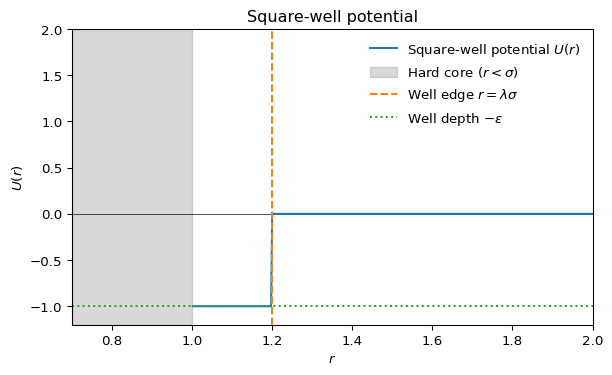 Square-well potential
U(r)
2.0
1.5
1.0
0.5
0.0
−0.5
−1.0
Square-well potential U(r)
Hard core (r < σ)
Well edge r = λσ
Well depth −ε
0.8 1.0 1.2 1.4 1.6 1.8 2.0
r